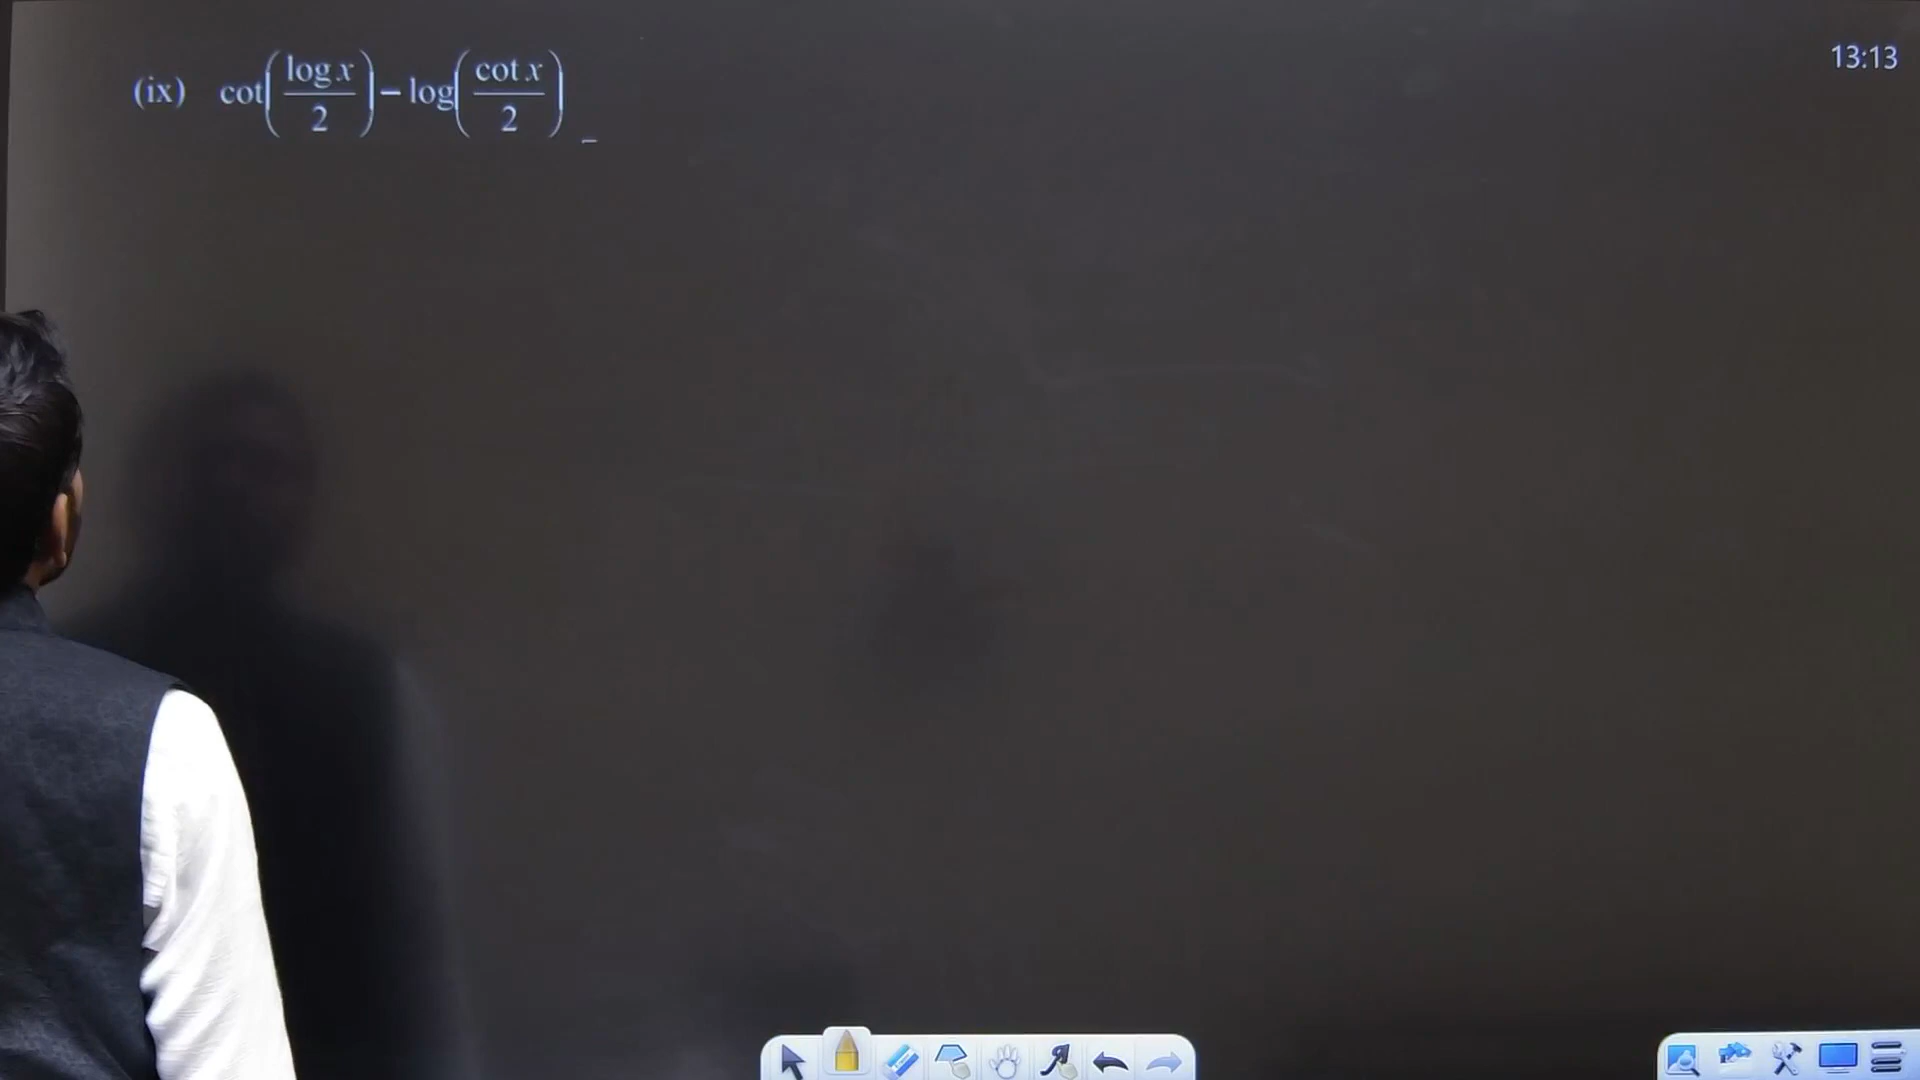 13:13
(ix) cot(log x / 2) − log(cot x / 2)